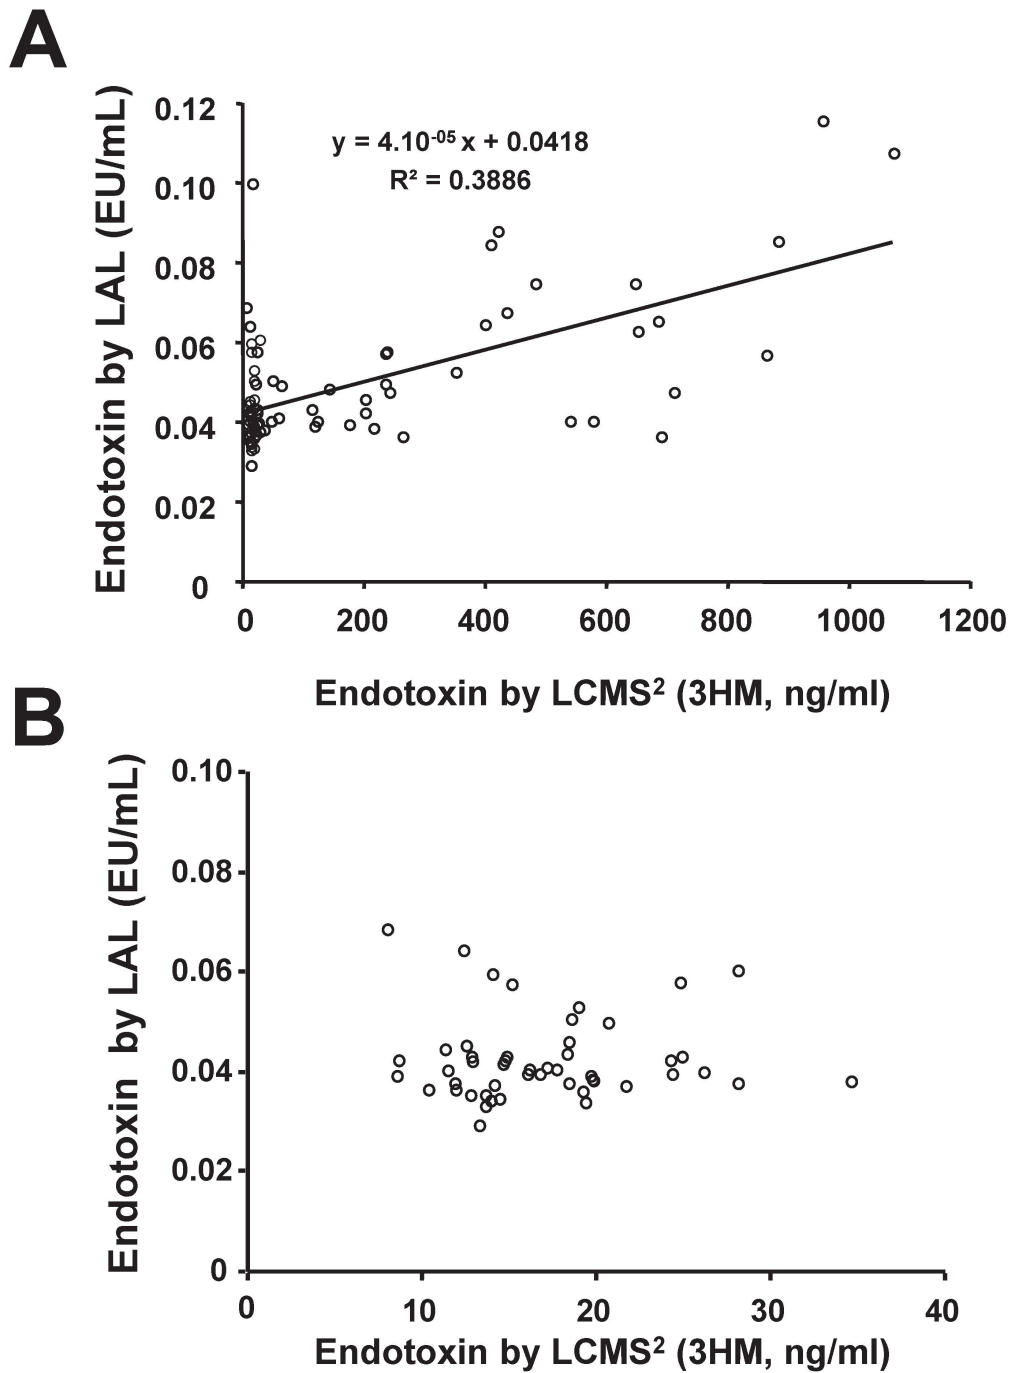 A
Endotoxin by LAL (EU/mL)
0.12
0.10
0.08
0.06
0.04
0.02
0
y = 4.10⁻⁰⁵ x + 0.0418
R² = 0.3886
0 200 400 600 800 1000 1200
Endotoxin by LCMS² (3HM, ng/ml)
B
Endotoxin by LAL (EU/mL)
0.10
0.08
0.06
0.04
0.02
0
0 10 20 30 40
Endotoxin by LCMS² (3HM, ng/ml)